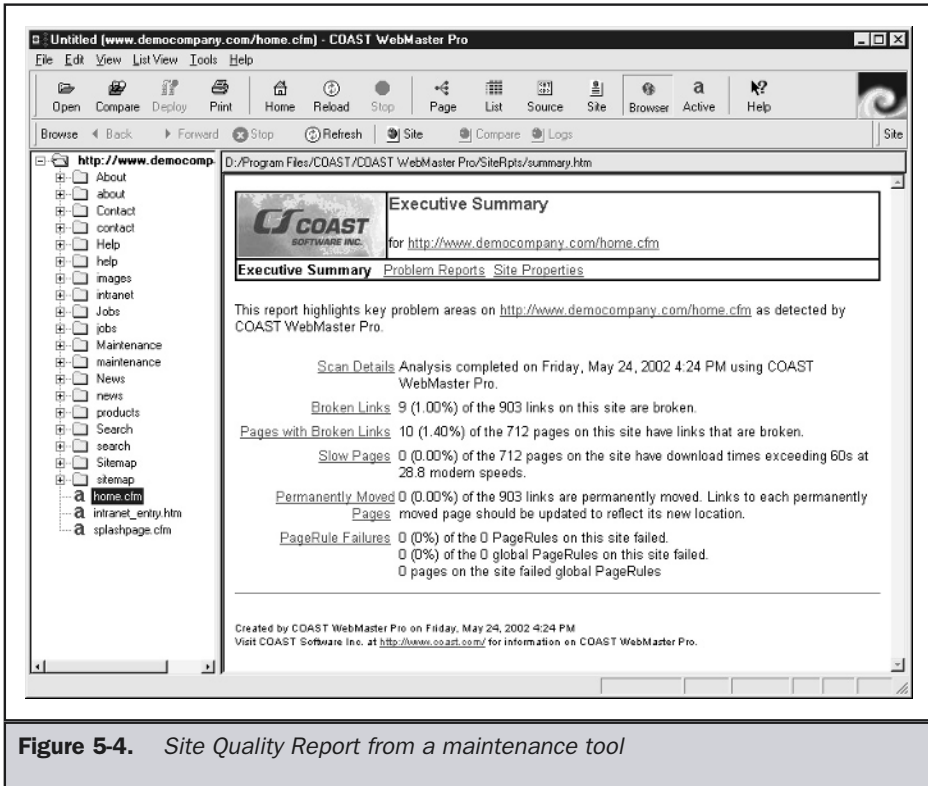 Untitled (www.democompany.com/home.cfm) - COAST WebMaster Pro
File Edit View List View Tools Help
Open Compare Deploy Print Home Reload Stop Page List Source Site Browser Active Help
Browse Back Forward Stop Refresh Site Compare Logs Site
http://www.democomp
D:/Program Files/COAST/COAST WebMaster Pro/SiteRpts/summary.htm
About
about
Contact
contact
Help
help
images
intranet
Jobs
jobs
Maintenance
maintenance
News
news
products
Search
search
Sitemap
sitemap
a home.cfm
a intranet_entry.htm
a splashpage.cfm
COAST
SOFTWARE INC.
Executive Summary
for http://www.democompany.com/home.cfm
Executive Summary Problem Reports Site Properties
This report highlights key problem areas on http://www.democompany.com/home.cfm as detected by
COAST WebMaster Pro.
Scan Details Analysis completed on Friday, May 24, 2002 4:24 PM using COAST
WebMaster Pro.
Broken Links 9 (1.00%) of the 903 links on this site are broken.
Pages with Broken Links 10 (1.40%) of the 712 pages on this site have links that are broken.
Slow Pages 0 (0.00%) of the 712 pages on the site have download times exceeding 60s at
28.8 modem speeds.
Permanently Moved 0 (0.00%) of the 903 links are permanently moved. Links to each permanently
Pages moved page should be updated to reflect its new location.
PageRule Failures 0 (0%) of the 0 PageRules on this site failed.
0 (0%) of the 0 global PageRules on this site failed.
0 pages on the site failed global PageRules
Created by COAST WebMaster Pro on Friday, May 24, 2002 4:24 PM
Visit COAST Software Inc. at http://www.coast.com/ for information on COAST WebMaster Pro.
Figure 5-4. Site Quality Report from a maintenance tool